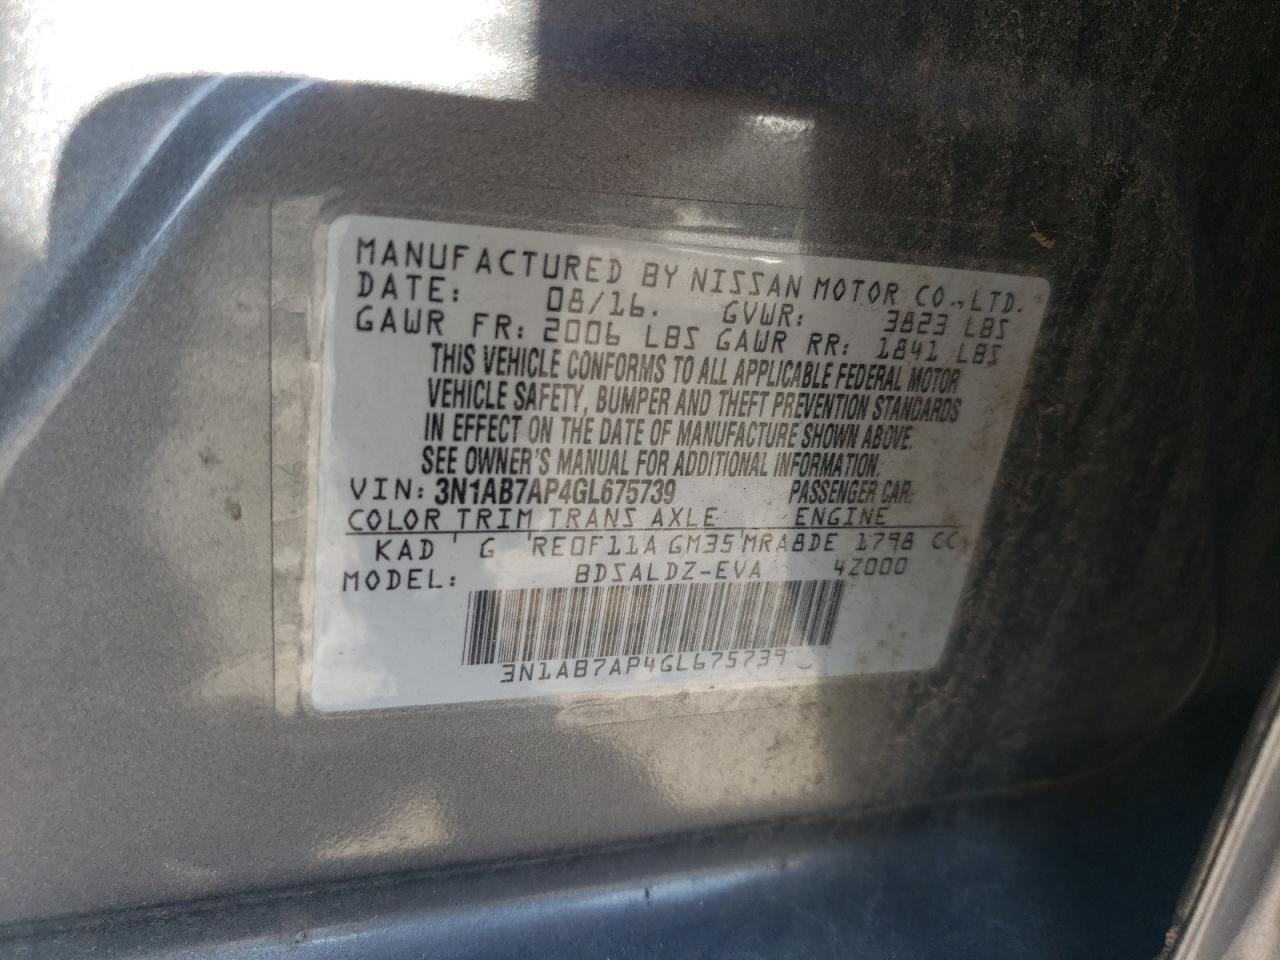 MANUFACTURED BY NISSAN MOTOR CO.,LTD.
DATE: 08/16. GVWR: 3823 LBS
GAWR FR: 2006 LBS GAWR RR: 1841 LBS
THIS VEHICLE CONFORMS TO ALL APPLICABLE FEDERAL MOTOR
VEHICLE SAFETY, BUMPER AND THEFT PREVENTION STANDARDS
IN EFFECT ON THE DATE OF MANUFACTURE SHOWN ABOVE.
SEE OWNER'S MANUAL FOR ADDITIONAL INFORMATION.
VIN: 3N1AB7AP4GL675739 PASSENGER CAR.
COLOR TRIM TRANS AXLE ENGINE
KAD G RE0F11A GM35 MRA8DE 1798 CC
MODEL: BDSALDZ-EVA 4Z000
3N1AB7AP4GL675739